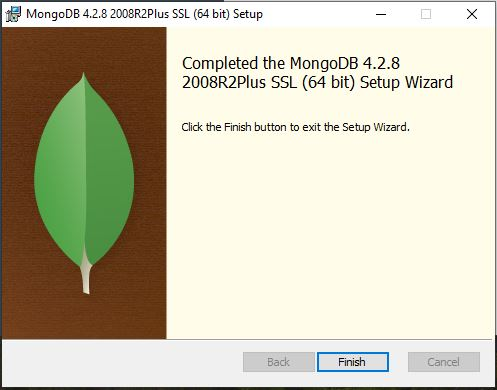 MongoDB 4.2.8 2008R2Plus SSL (64 bit) Setup
Completed the MongoDB 4.2.8
2008R2Plus SSL (64 bit) Setup Wizard
Click the Finish button to exit the Setup Wizard.
Back Finish Cancel